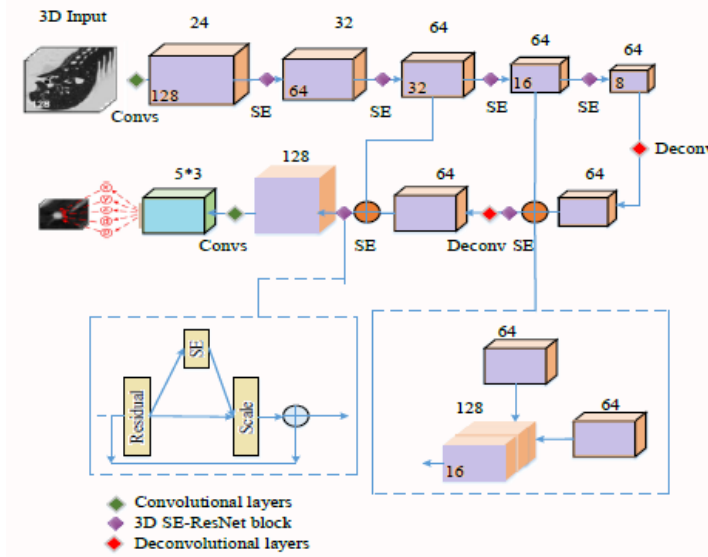 3D Input
24
32
64
64
64
128
128
64
32
16
8
Convs
SE
SE
SE
SE
Deconv
5*3
128
64
64
Convs
SE
Deconv
SE
SE
Residual
Scale
64
128
64
16
Convolutional layers
3D SE-ResNet block
Deconvolutional layers